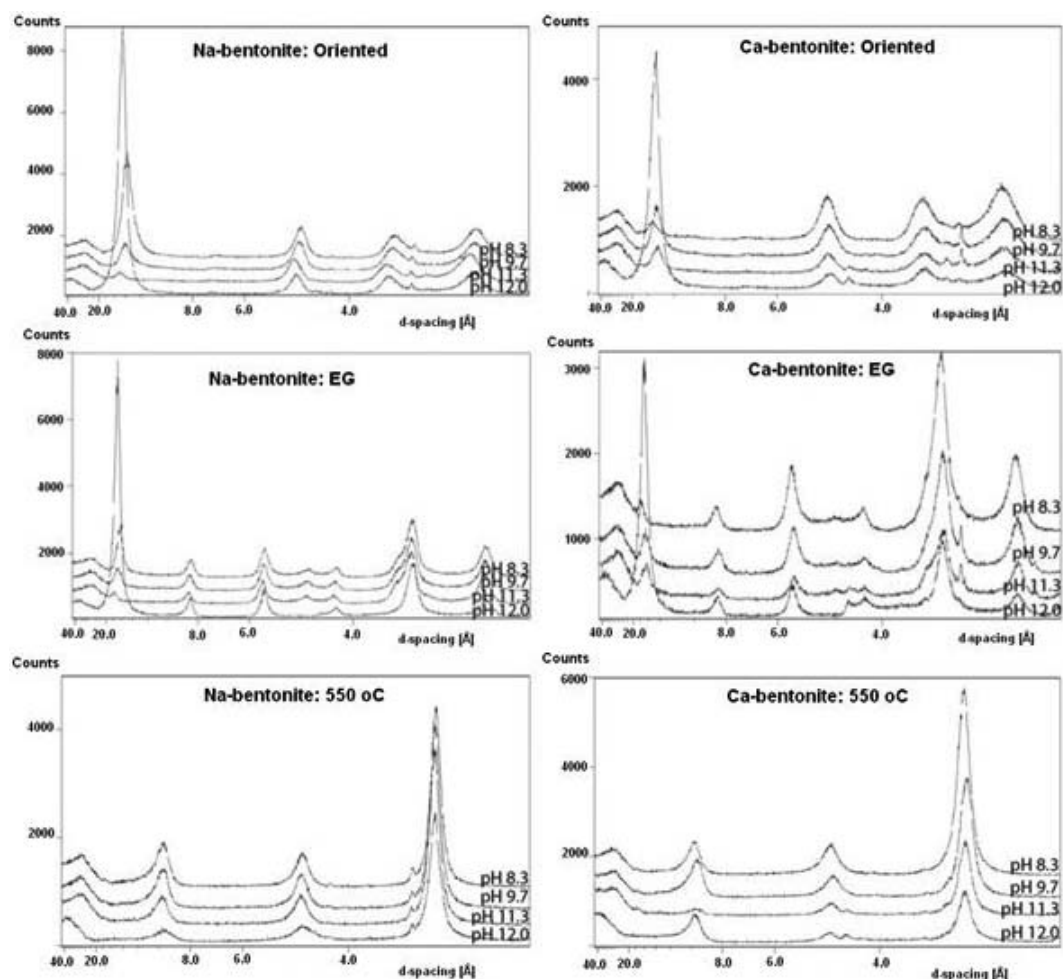 Counts
8000
Na-bentonite: Oriented
6000
4000
2000
pH 8.3
pH 9.7
pH 11.3
pH 12.0
40.0 20.0 8.0 6.0 4.0 d-spacing [Å]
Counts
Ca-bentonite: Oriented
4000
2000
pH 8.3
pH 9.7
pH 11.3
pH 12.0
0
40.0 20.0 8.0 6.0 4.0 d-spacing [Å]
Counts
8000
Na-bentonite: EG
6000
4000
2000
pH 8.3
pH 9.7
pH 11.3
pH 12.0
40.0 20.0 8.0 6.0 4.0 d-spacing [Å]
Counts
3000
Ca-bentonite: EG
2000
pH 8.3
1000
pH 9.7
pH 11.3
pH 12.0
40.0 20.0 8.0 6.0 4.0 d-spacing [Å]
Counts
Na-bentonite: 550 oC
4000
2000
pH 8.3
pH 9.7
pH 11.3
pH 12.0
40.0 20.0 8.0 6.0 4.0 d-spacing [Å]
Counts
6000
Ca-bentonite: 550 oC
4000
2000
pH 8.3
pH 9.7
pH 11.3
pH 12.0
40.0 20.0 8.0 6.0 4.0 d-spacing [Å]